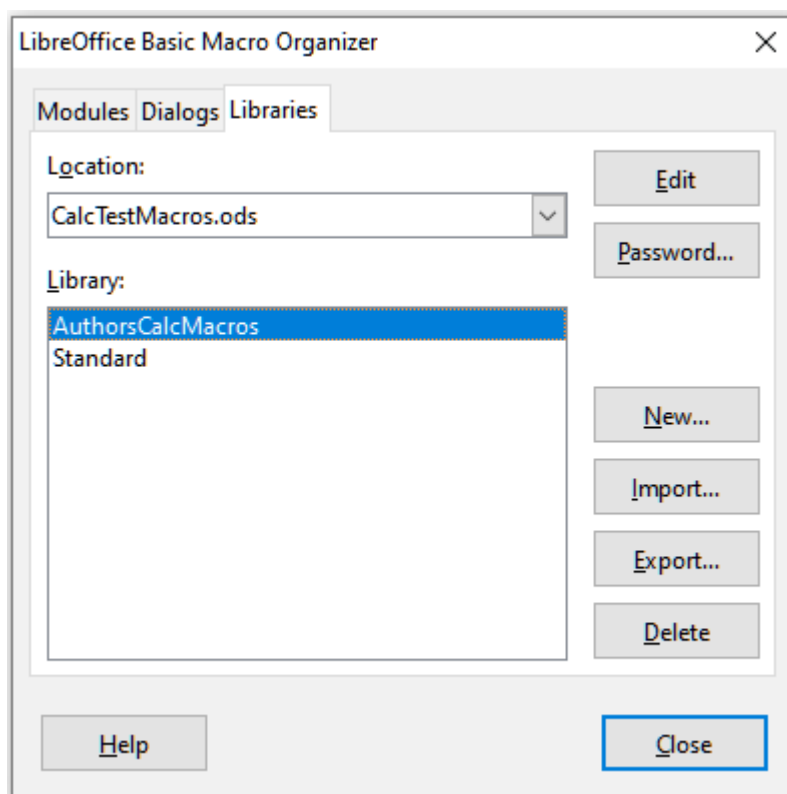 LibreOffice Basic Macro Organizer
Modules Dialogs Libraries
Location:
Edit
CalcTestMacros.ods
Password...
Library:
AuthorsCalcMacros
Standard
New...
Import...
Export...
Delete
Help
Close